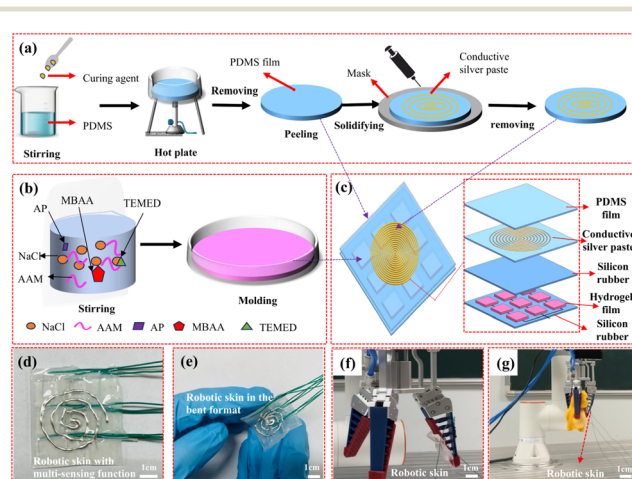 (a)
Curing agent
PDMS
Stirring
Hot plate
Removing
PDMS film
Peeling
Mask
Solidifying
Conductive
silver paste
removing
(b)
AP
MBAA
TEMED
NaCl
AAM
Stirring
Molding
NaCl
AAM
AP
MBAA
TEMED
(c)
PDMS
film
Conductive
silver paste
Silicon
rubber
Hydrogel
film
Silicon
rubber
(d)
Robotic skin with
multi-sensing function
1cm
(e)
Robotic skin in the
bent format
1cm
(f)
Robotic skin
1cm
(g)
Robotic skin
1cm